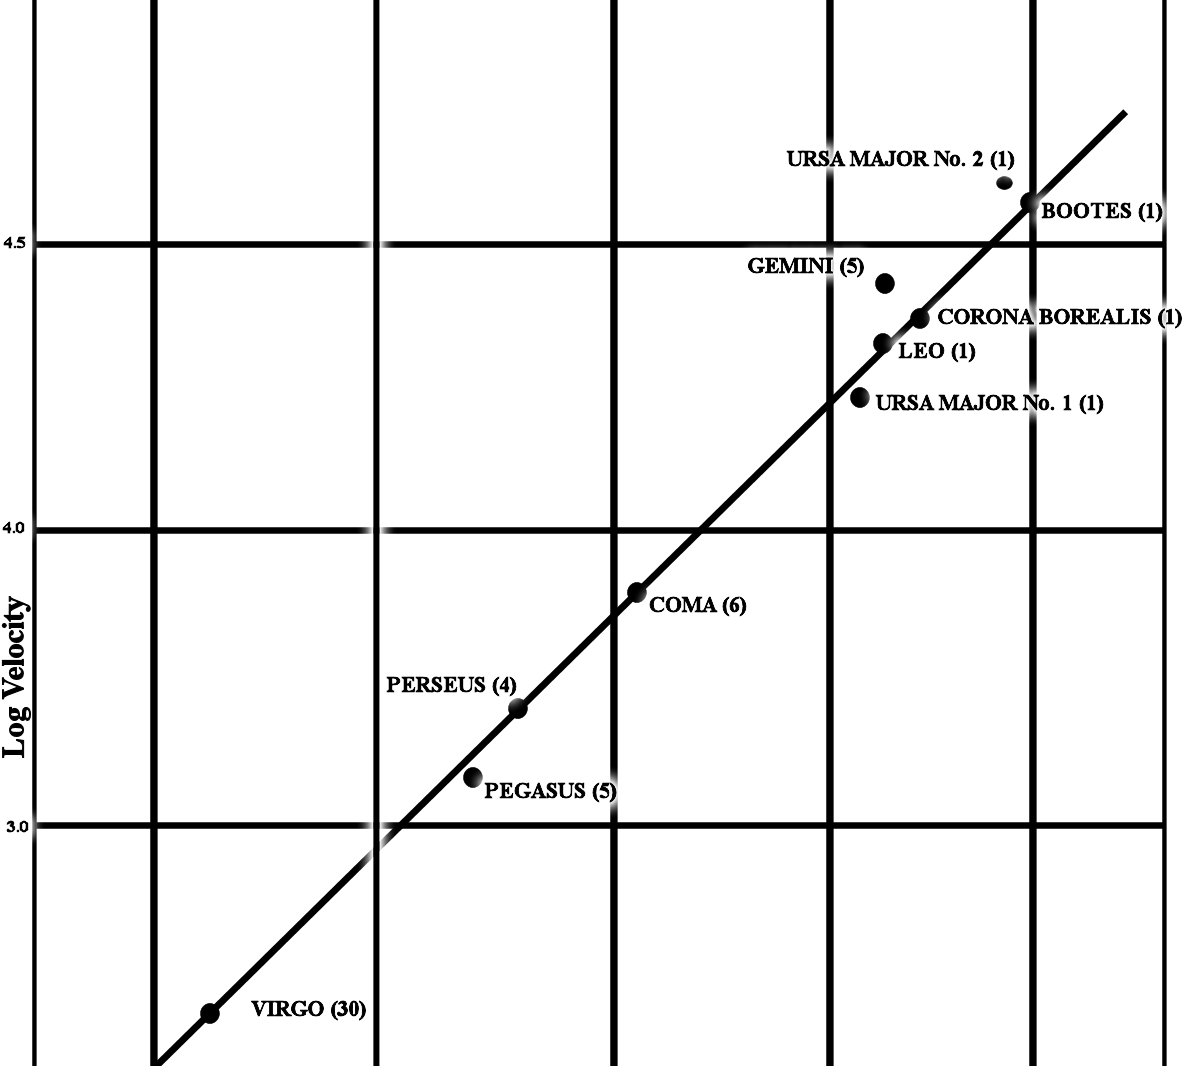 URSA MAJOR No. 2 (1)
BOOTES (1)
4.5
GEMINI (5)
CORONA BOREALIS (1)
LEO (1)
URSA MAJOR No. 1 (1)
4.0
COMA (6)
Log Velocity
PERSEUS (4)
PEGASUS (5)
3.0
VIRGO (30)